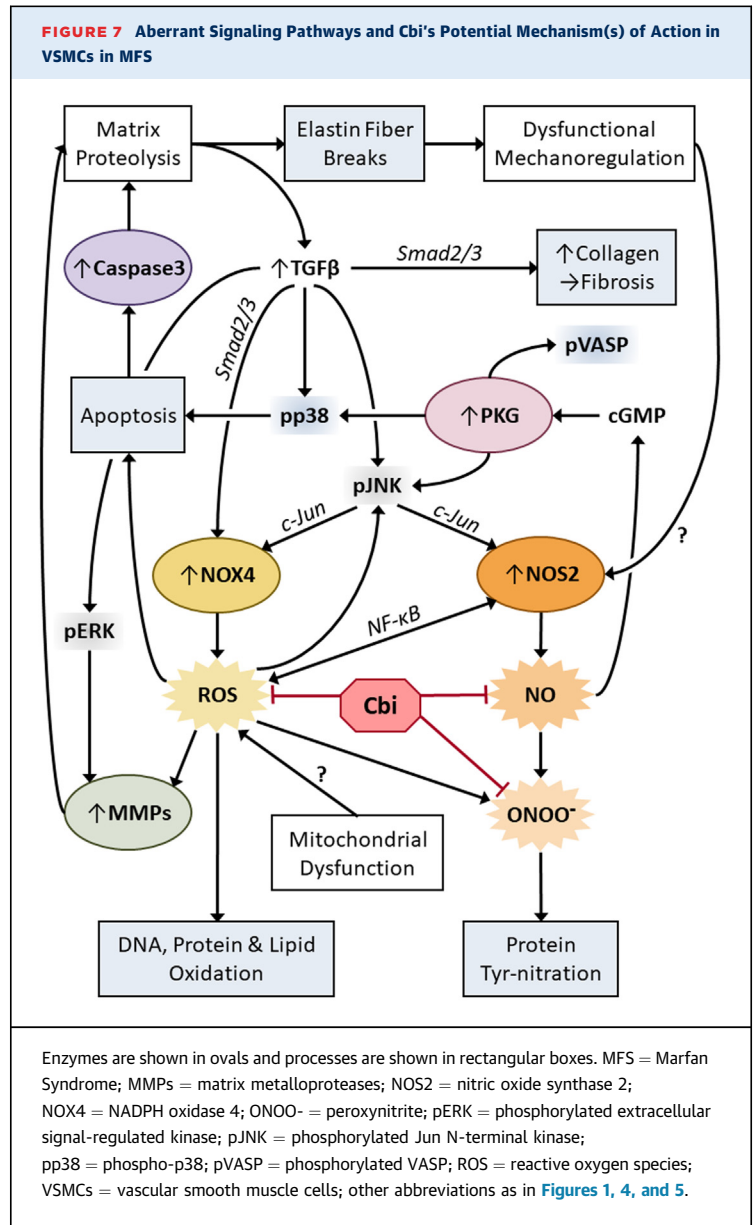 FIGURE 7 Aberrant Signaling Pathways and Cbi's Potential Mechanism(s) of Action in
VSMCs in MFS
Matrix
Proteolysis
Elastin Fiber
Breaks
Dysfunctional
Mechanoregulation
↑Caspase3
↑TGFβ
Smad2/3
↑Collagen
→Fibrosis
Smad2/3
pVASP
Apoptosis
pp38
↑PKG
cGMP
pJNK
c-Jun
c-Jun
?
↑NOX4
↑NOS2
pERK
NF-κB
ROS
Cbi
NO
?
↑MMPs
ONOO-
Mitochondrial
Dysfunction
DNA, Protein & Lipid
Oxidation
Protein
Tyr-nitration
Enzymes are shown in ovals and processes are shown in rectangular boxes. MFS = Marfan
Syndrome; MMPs = matrix metalloproteases; NOS2 = nitric oxide synthase 2;
NOX4 = NADPH oxidase 4; ONOO- = peroxynitrite; pERK = phosphorylated extracellular
signal-regulated kinase; pJNK = phosphorylated Jun N-terminal kinase;
pp38 = phospho-p38; pVASP = phosphorylated VASP; ROS = reactive oxygen species;
VSMCs = vascular smooth muscle cells; other abbreviations as in Figures 1, 4, and 5.